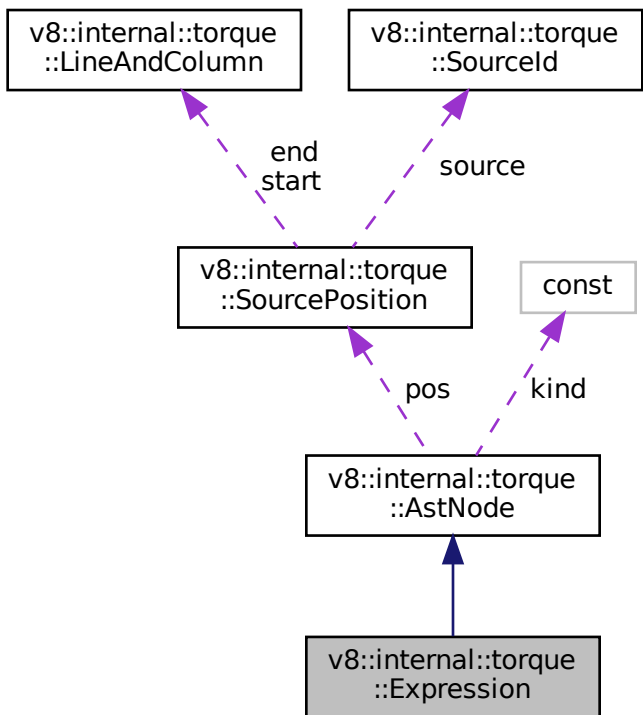 v8::internal::torque
::LineAndColumn
v8::internal::torque
::SourceId
end
start
source
v8::internal::torque
::SourcePosition
const
pos
kind
v8::internal::torque
::AstNode
v8::internal::torque
::Expression